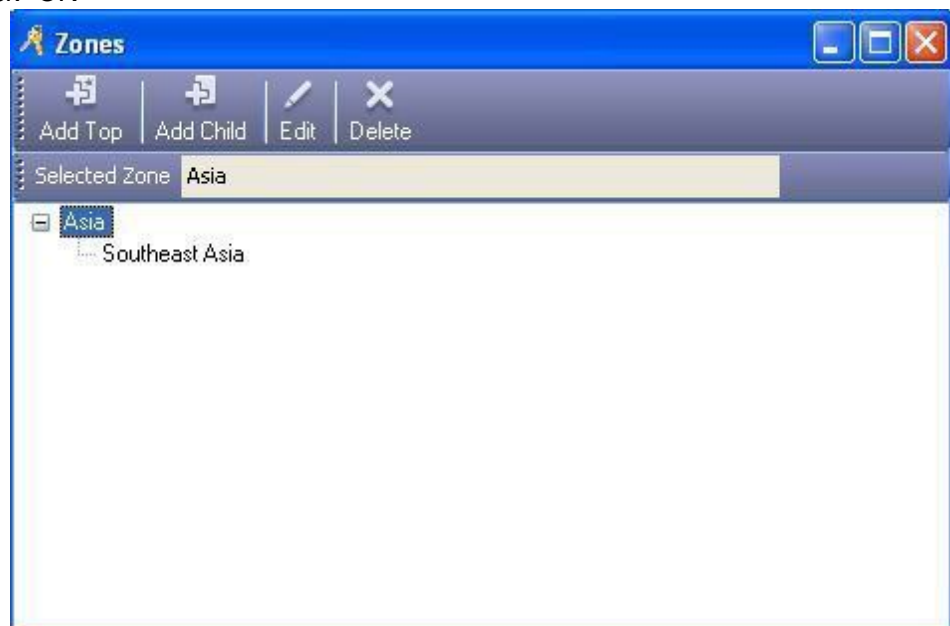 Zones
Add Top Add Child Edit Delete
Selected Zone Asia
Asia
Southeast Asia